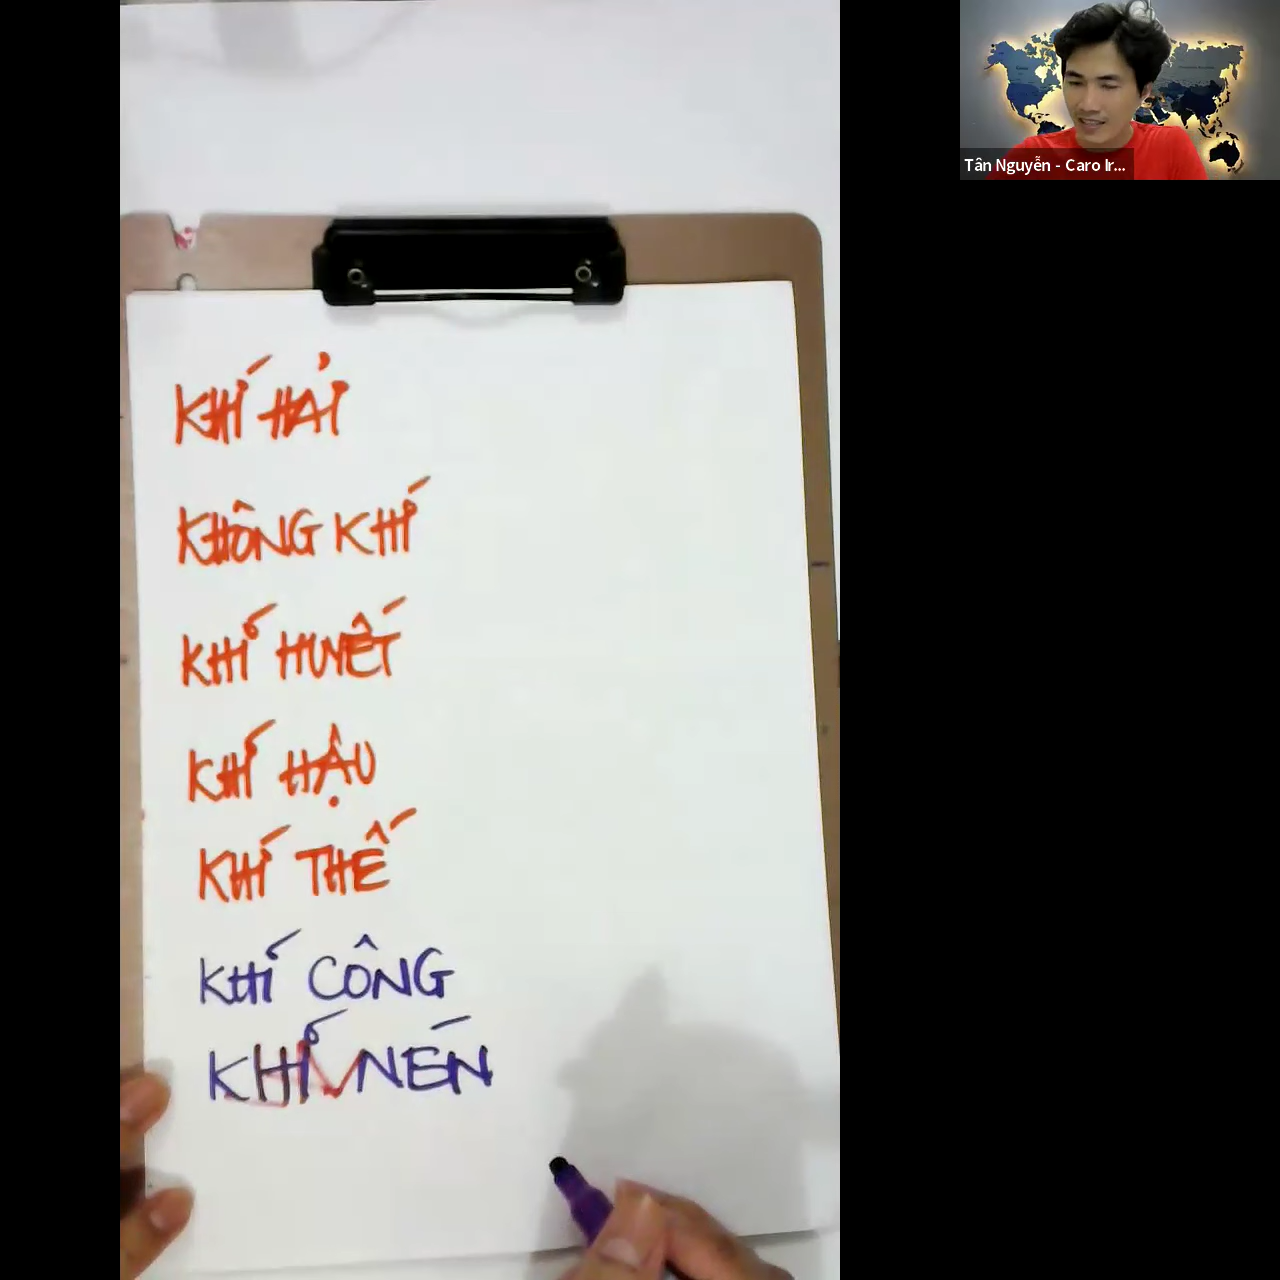 KHÍ HẢI
KHÔNG KHÍ
KHÍ HUYẾT
KHÍ HẬU
KHÍ THẾ
KHÍ CÔNG
KHÍ NÉN
Tân Nguyễn - Caro Ir...